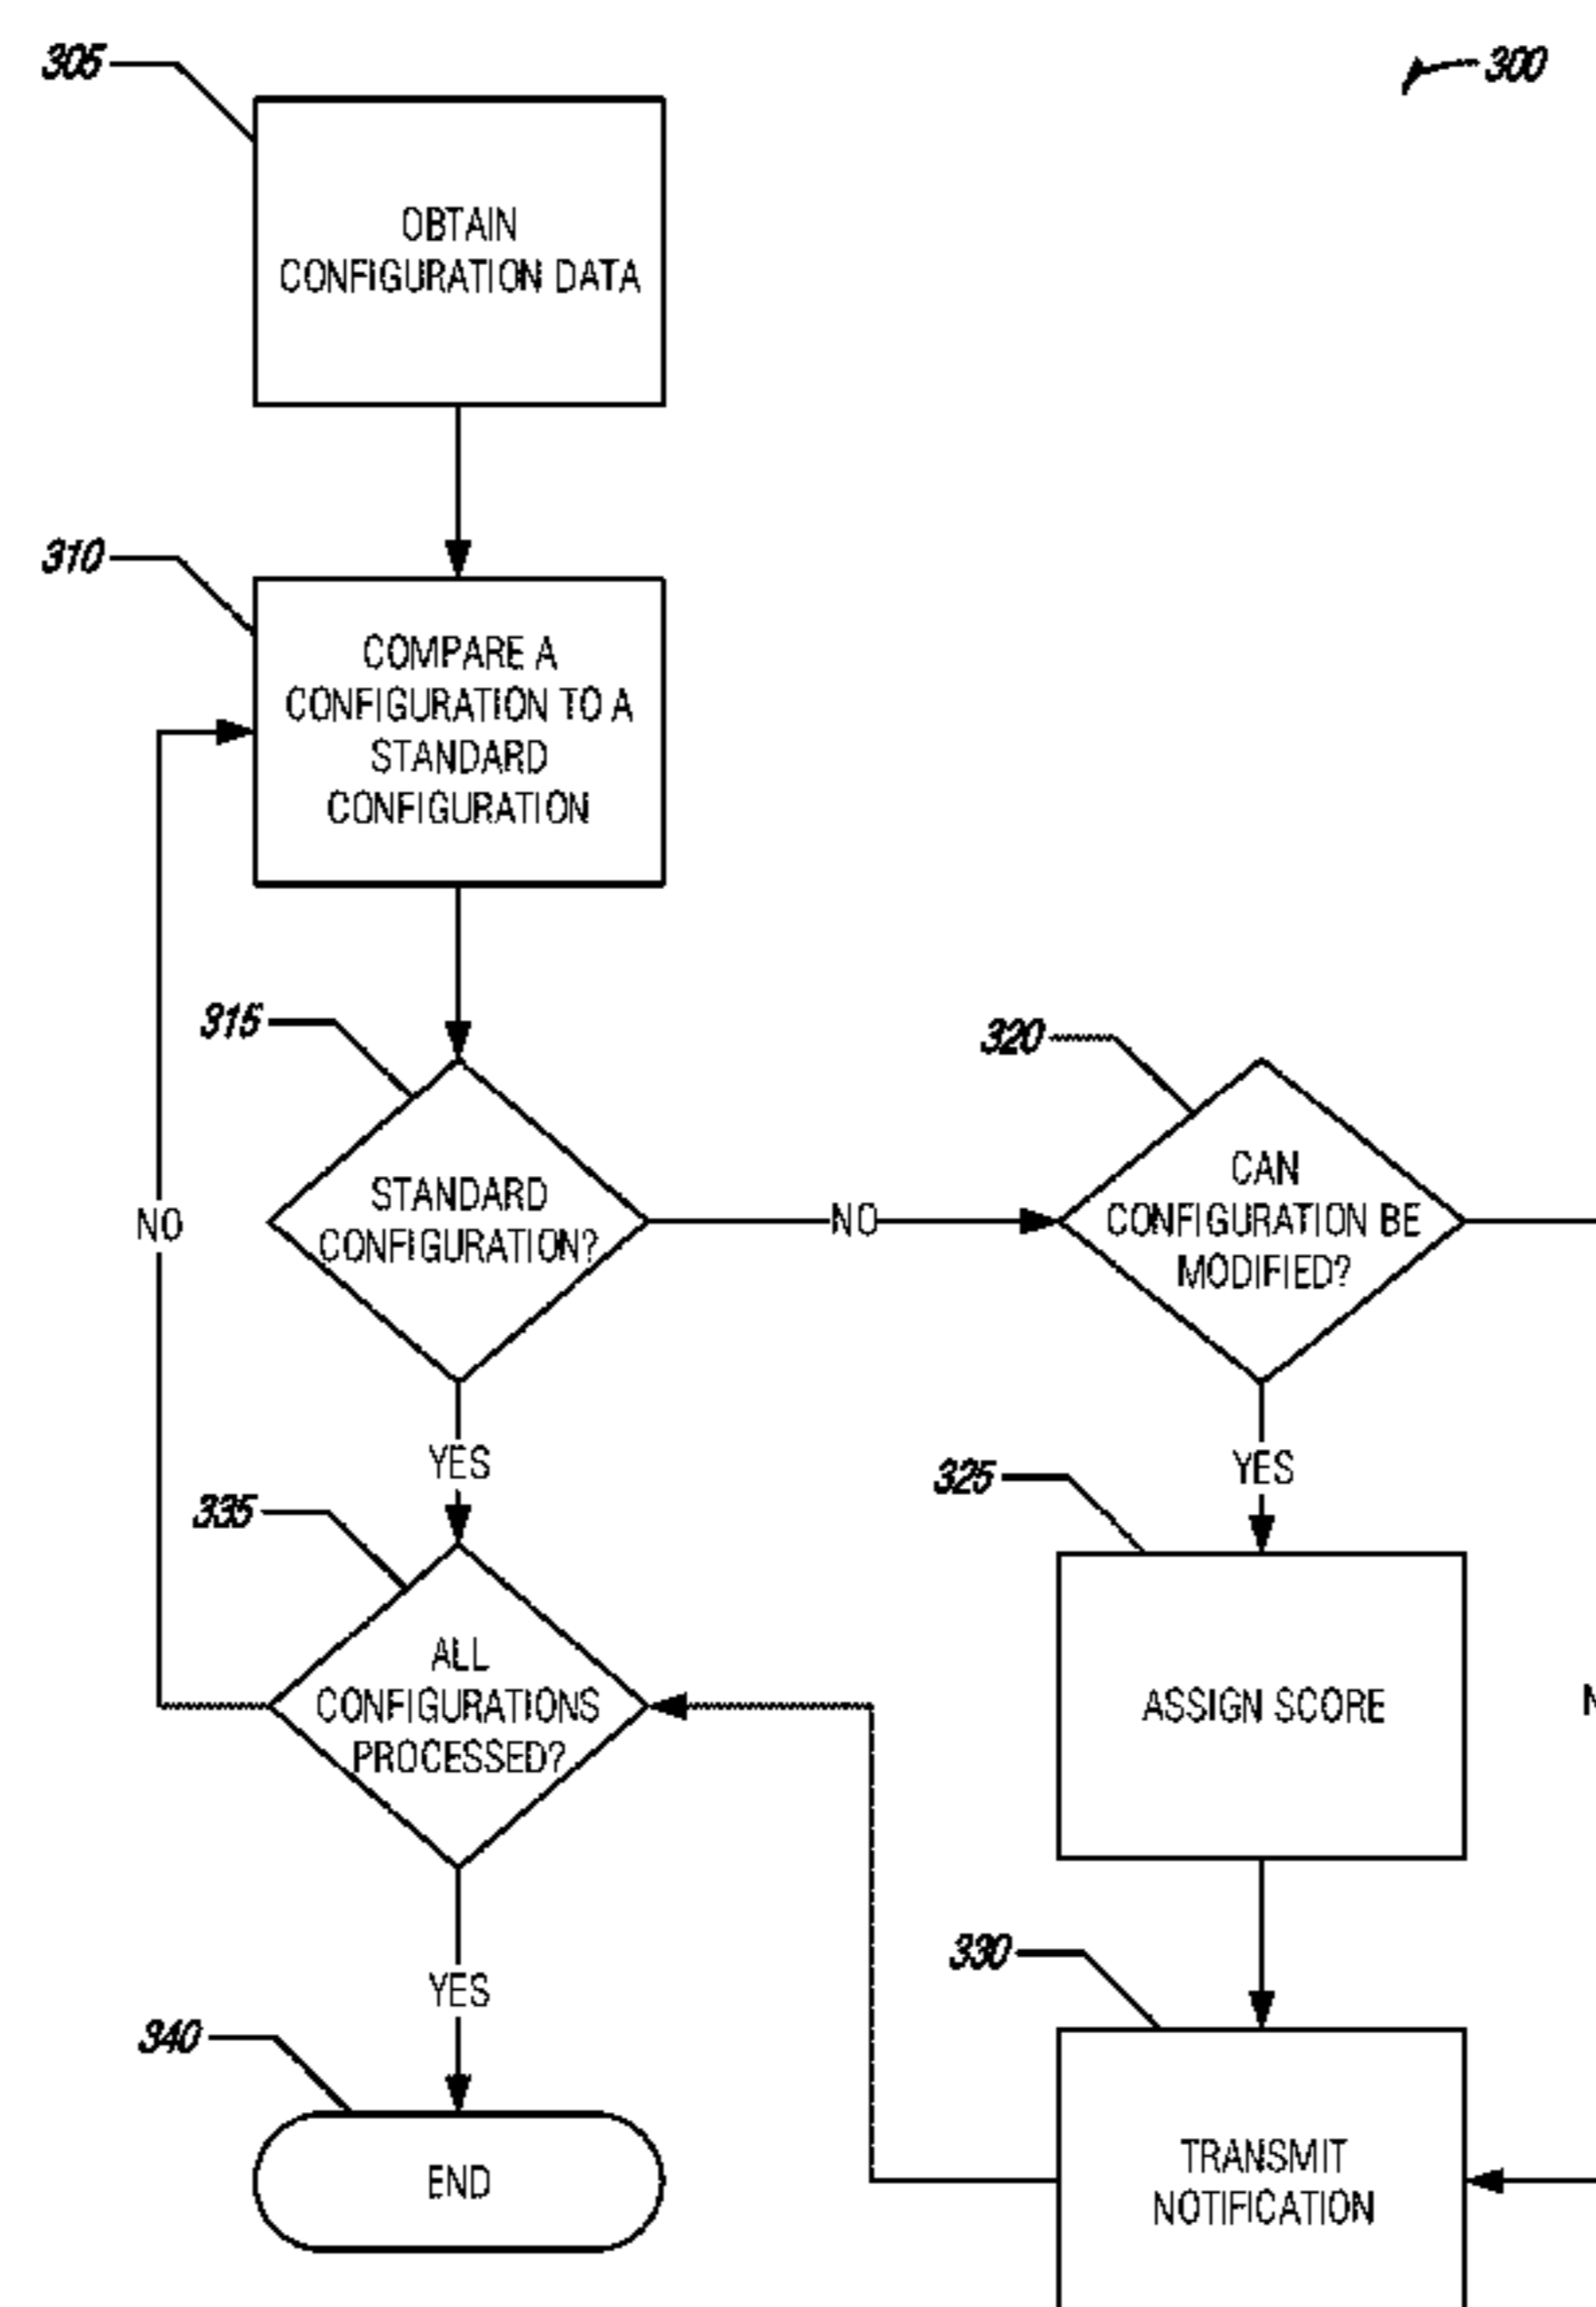 305
300
OBTAIN
CONFIGURATION DATA
310
COMPARE A
CONFIGURATION TO A
STANDARD
CONFIGURATION
315
320
STANDARD
CONFIGURATION?
CAN
CONFIGURATION BE
MODIFIED?
NO
NO
YES
YES
335
325
ALL
CONFIGURATIONS
PROCESSED?
ASSIGN SCORE
330
YES
340
END
TRANSMIT
NOTIFICATION